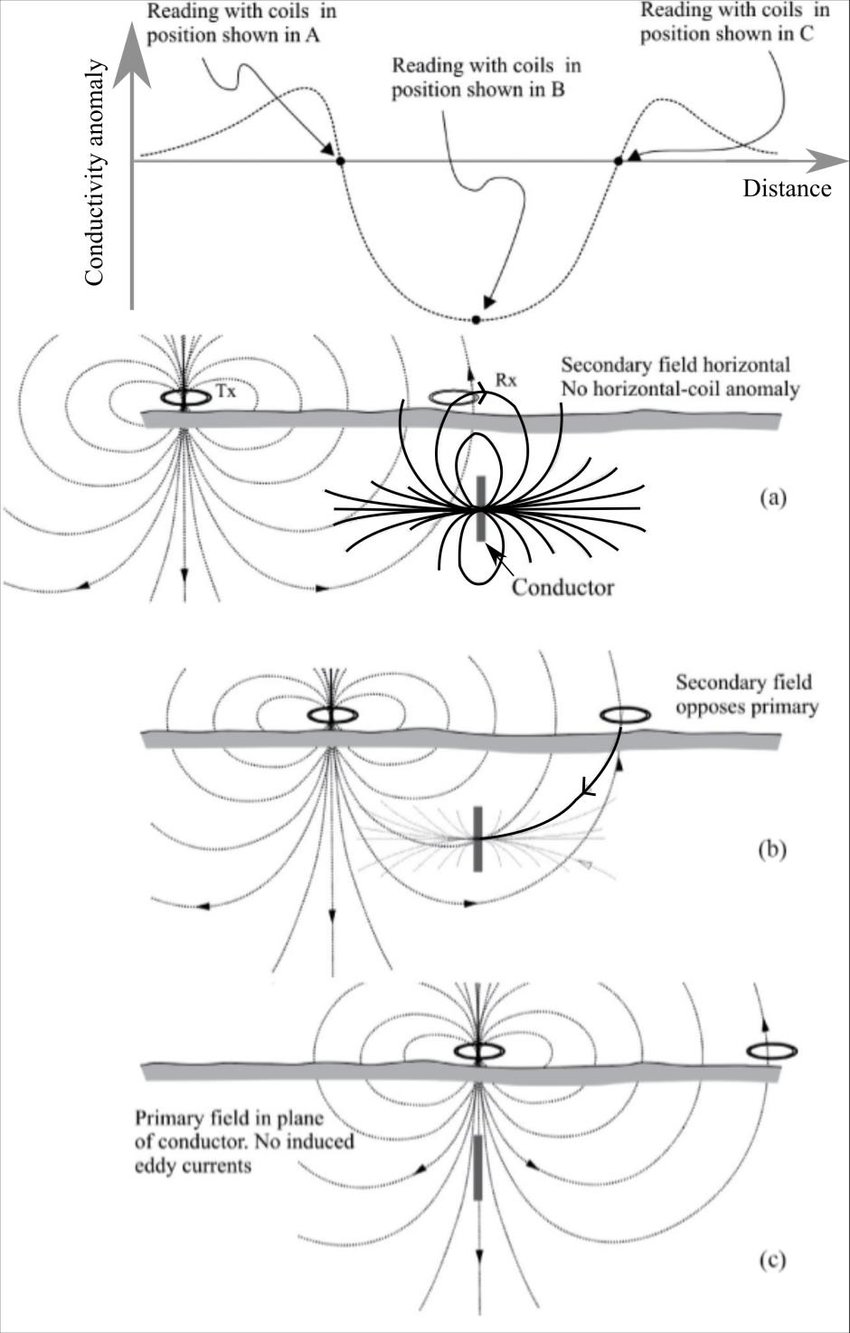 Reading with coils in
position shown in A
Reading with coils in
position shown in C
Reading with coils in
position shown in B
Conductivity anomaly
Distance
Tx
Rx
Secondary field horizontal
No horizontal-coil anomaly
(a)
Conductor
Secondary field
opposes primary
(b)
Primary field in plane
of conductor. No induced
eddy currents
(c)